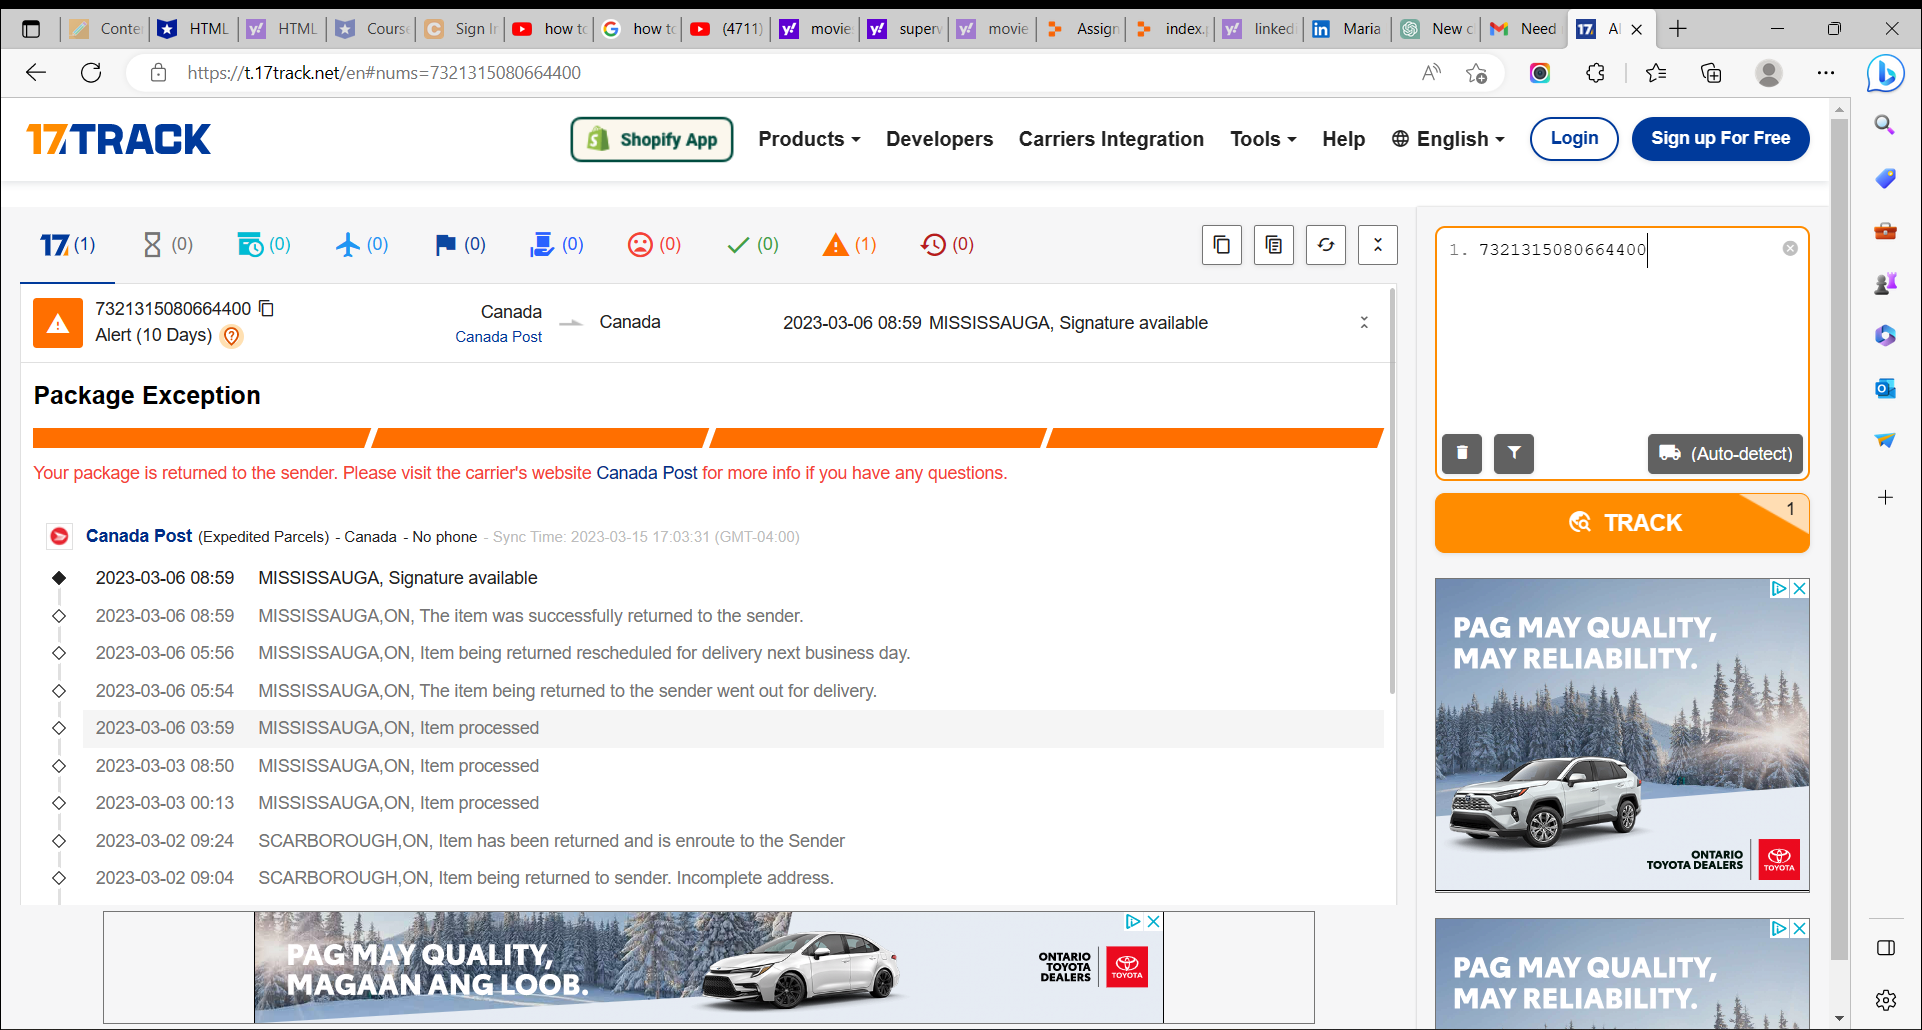 Conte
HTML
HTML
Course
Sign In
how to
how to
(4711)
movie
superv
movie
Assign
index.
linkedi
Maria
New c
Need
17 Al
https://t.17track.net/en#nums=7321315080664400
17TRACK
Shopify App
Products
Developers
Carriers Integration
Tools
Help
English
Login
Sign up For Free
17 (1)
(0)
(0)
(0)
(0)
(0)
(0)
(0)
(1)
(0)
7321315080664400
Alert (10 Days)
Canada
Canada Post
Canada
2023-03-06 08:59 MISSISSAUGA, Signature available
Package Exception
Your package is returned to the sender. Please visit the carrier's website Canada Post for more info if you have any questions.
Canada Post (Expedited Parcels) - Canada - No phone - Sync Time: 2023-03-15 17:03:31 (GMT-04:00)
2023-03-06 08:59 MISSISSAUGA, Signature available
2023-03-06 08:59 MISSISSAUGA,ON, The item was successfully returned to the sender.
2023-03-06 05:56 MISSISSAUGA,ON, Item being returned rescheduled for delivery next business day.
2023-03-06 05:54 MISSISSAUGA,ON, The item being returned to the sender went out for delivery.
2023-03-06 03:59 MISSISSAUGA,ON, Item processed
2023-03-03 08:50 MISSISSAUGA,ON, Item processed
2023-03-03 00:13 MISSISSAUGA,ON, Item processed
2023-03-02 09:24 SCARBOROUGH,ON, Item has been returned and is enroute to the Sender
2023-03-02 09:04 SCARBOROUGH,ON, Item being returned to sender. Incomplete address.
PAG MAY QUALITY,
MAGAAN ANG LOOB.
ONTARIO
TOYOTA
DEALERS
TOYOTA
1. 7321315080664400
(Auto-detect)
TRACK
1
PAG MAY QUALITY,
MAY RELIABILITY.
ONTARIO
TOYOTA DEALERS
TOYOTA
PAG MAY QUALITY,
MAY RELIABILITY.